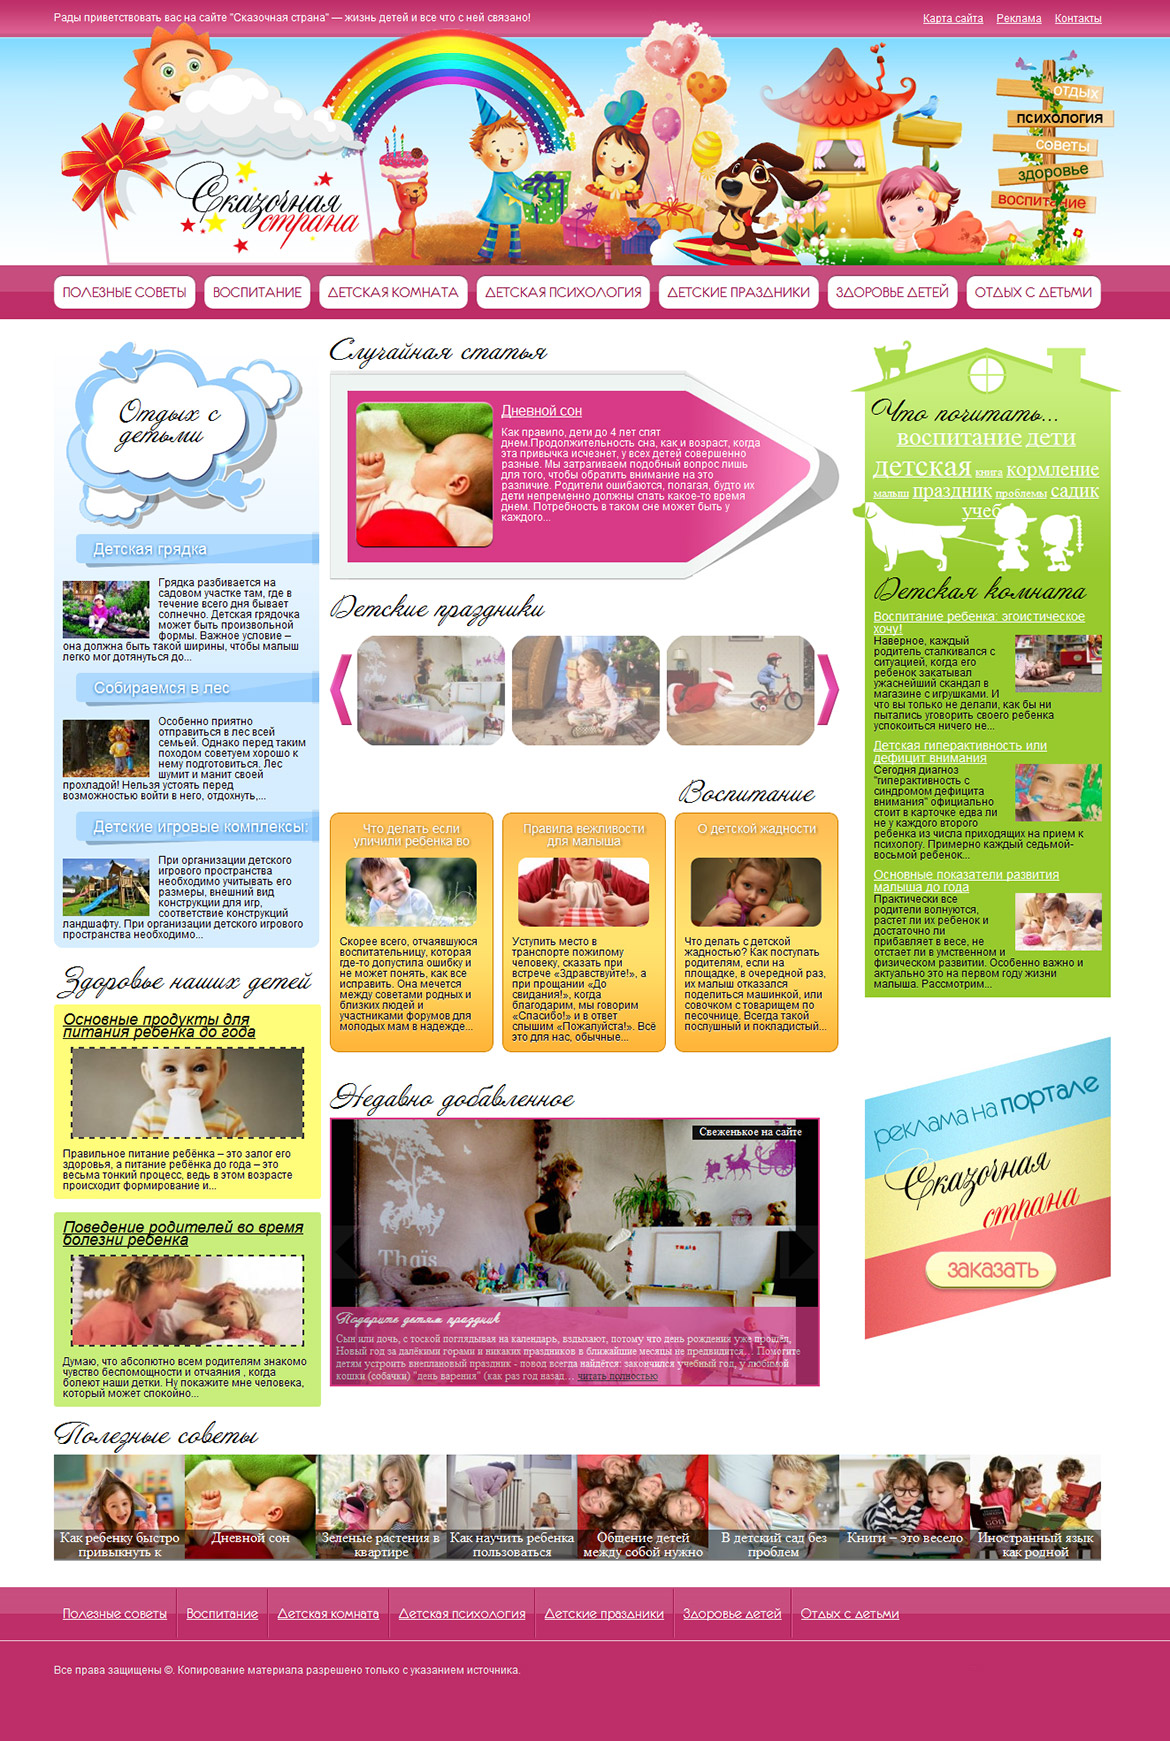 Рады приветствовать вас на сайте "Сказочная страна" — жизнь детей и все что с ней связано!
Карта сайта Реклама Контакты
отдых
психология
советы
здоровье
воспитание
Сказочная
страна
ПОЛЕЗНЫЕ СОВЕТЫ ВОСПИТАНИЕ ДЕТСКАЯ КОМНАТА ДЕТСКАЯ ПСИХОЛОГИЯ ДЕТСКИЕ ПРАЗДНИКИ ЗДОРОВЬЕ ДЕТЕЙ ОТДЫХ С ДЕТЬМИ
Отдых с
детьми
Детская грядка
Грядка разбивается на
садовом участке там, где в
течение всего дня бывает
солнечно. Детская грядочка
может быть произвольной
формы. Важное условие –
она должна быть такой ширины, чтобы малыш
легко мог дотянуться до...
Собираемся в лес
Особенно приятно
отправиться в лес всей
семьей. Однако перед таким
походом советуем хорошо к
нему подготовиться. Лес
шумит и манит своей
прохладой! Нельзя устоять перед
возможностью войти в него, отдохнуть,...
Детские игровые комплексы:
При организации детского
игрового пространства
необходимо учитывать его
размеры, внешний вид
конструкции для игр,
соответствие конструкций
ландшафту. При организации детского игрового
пространства необходимо...
Здоровье наших детей
Основные продукты для
питания ребенка до года
Правильное питание ребёнка – это залог его
здоровья, а питание ребёнка до года – это
весьма тонкий процесс, ведь в этом возрасте
происходит формирование и...
Поведение родителей во время
болезни ребенка
Думаю, что абсолютно всем родителям знакомо
чувство беспомощности и отчаяния , когда
болеют наши детки. Ну покажите мне человека,
который может спокойно...
Случайная статья
Дневной сон
Как правило, дети до 4 лет спят
днем.Продолжительность сна, как и возраст, когда
эта привычка исчезнет, у всех детей совершенно
разные. Мы затрагиваем подобный вопрос лишь
для того, чтобы обратить внимание на это
различие. Родители ошибаются, полагая, будто их
дети непременно должны спать какое-то время
днем. Потребность в таком сне может быть у
каждого...
Детские праздники
Воспитание
Что делать если
уличили ребенка во
Скорее всего, отчаявшуюся
воспитательницу, которая
где-то допустила ошибку и
не может понять, как все
исправить. Она мечется
между советами родных и
близких людей и
участниками форумов для
молодых мам в надежде...
Правила вежливости
для малыша
Уступить место в
транспорте пожилому
человеку, сказать при
встрече «Здравствуйте!», а
при прощании «До
свидания!», когда
благодарим, мы говорим
«Спасибо!» и в ответ
слышим «Пожалуйста!». Всё
это для нас, обычные...
О детской жадности
Что делать с детской
жадностью? Как поступать
родителям, если на
площадке, в очередной раз,
их малыш отказался
поделиться машинкой, или
совочком с товарищем по
песочнице. Всегда такой
послушный и покладистый...
Недавно добавленное
Свеженькое на сайте
Thaïs
THAIS
Подарите детям праздник
Сын или дочь, с тоской поглядывая на календарь, вздыхают, потому что день рождения уже прошёл,
Новый год за далёкими горами и никаких праздников в ближайшие месяцы не предвидится… Помогите
детям устроить внеплановый праздник - повод всегда найдётся: закончился учебный год, у любимой
кошки (собачки) "день варения" (как раз год назад… читать полностью
Что почитать...
воспитание дети
детская книга кормление
малыш праздник проблемы садик
учеб
Детская комната
Воспитание ребенка: эгоистическое
хочу!
Наверное, каждый
родитель сталкивался с
ситуацией, когда его
ребенок закатывал
ужаснейший скандал в
магазине с игрушками. И
что вы только не делали, как бы ни
пытались уговорить своего ребенка
успокоиться ничего не...
Детская гиперактивность или
дефицит внимания
Сегодня диагноз
"гиперактивность с
синдромом дефицита
внимания" официально
стоит в карточке едва ли
не у каждого второго
ребенка из числа приходящих на прием к
психологу. Примерно каждый седьмой-
восьмой ребенок...
Основные показатели развития
малыша до года
Практически все
родители волнуются,
растет ли их ребенок и
достаточно ли
прибавляет в весе, не
отстает ли в умственном и
физическом развитии. Особенно важно и
актуально это на первом году жизни
малыша. Рассмотрим...
реклама на портале
Сказочная
страна
заказать
Полезные советы
Как ребенку быстро
привыкнуть к
Дневной сон
Зеленые растения в
квартире
Как научить ребенка
пользоваться
Общение детей
между собой нужно
В детский сад без
проблем
Книги – это весело
Иностранный язык
как родной
Полезные советы Воспитание Детская комната Детская психология Детские праздники Здоровье детей Отдых с детьми
Все права защищены ©. Копирование материала разрешено только с указанием источника.